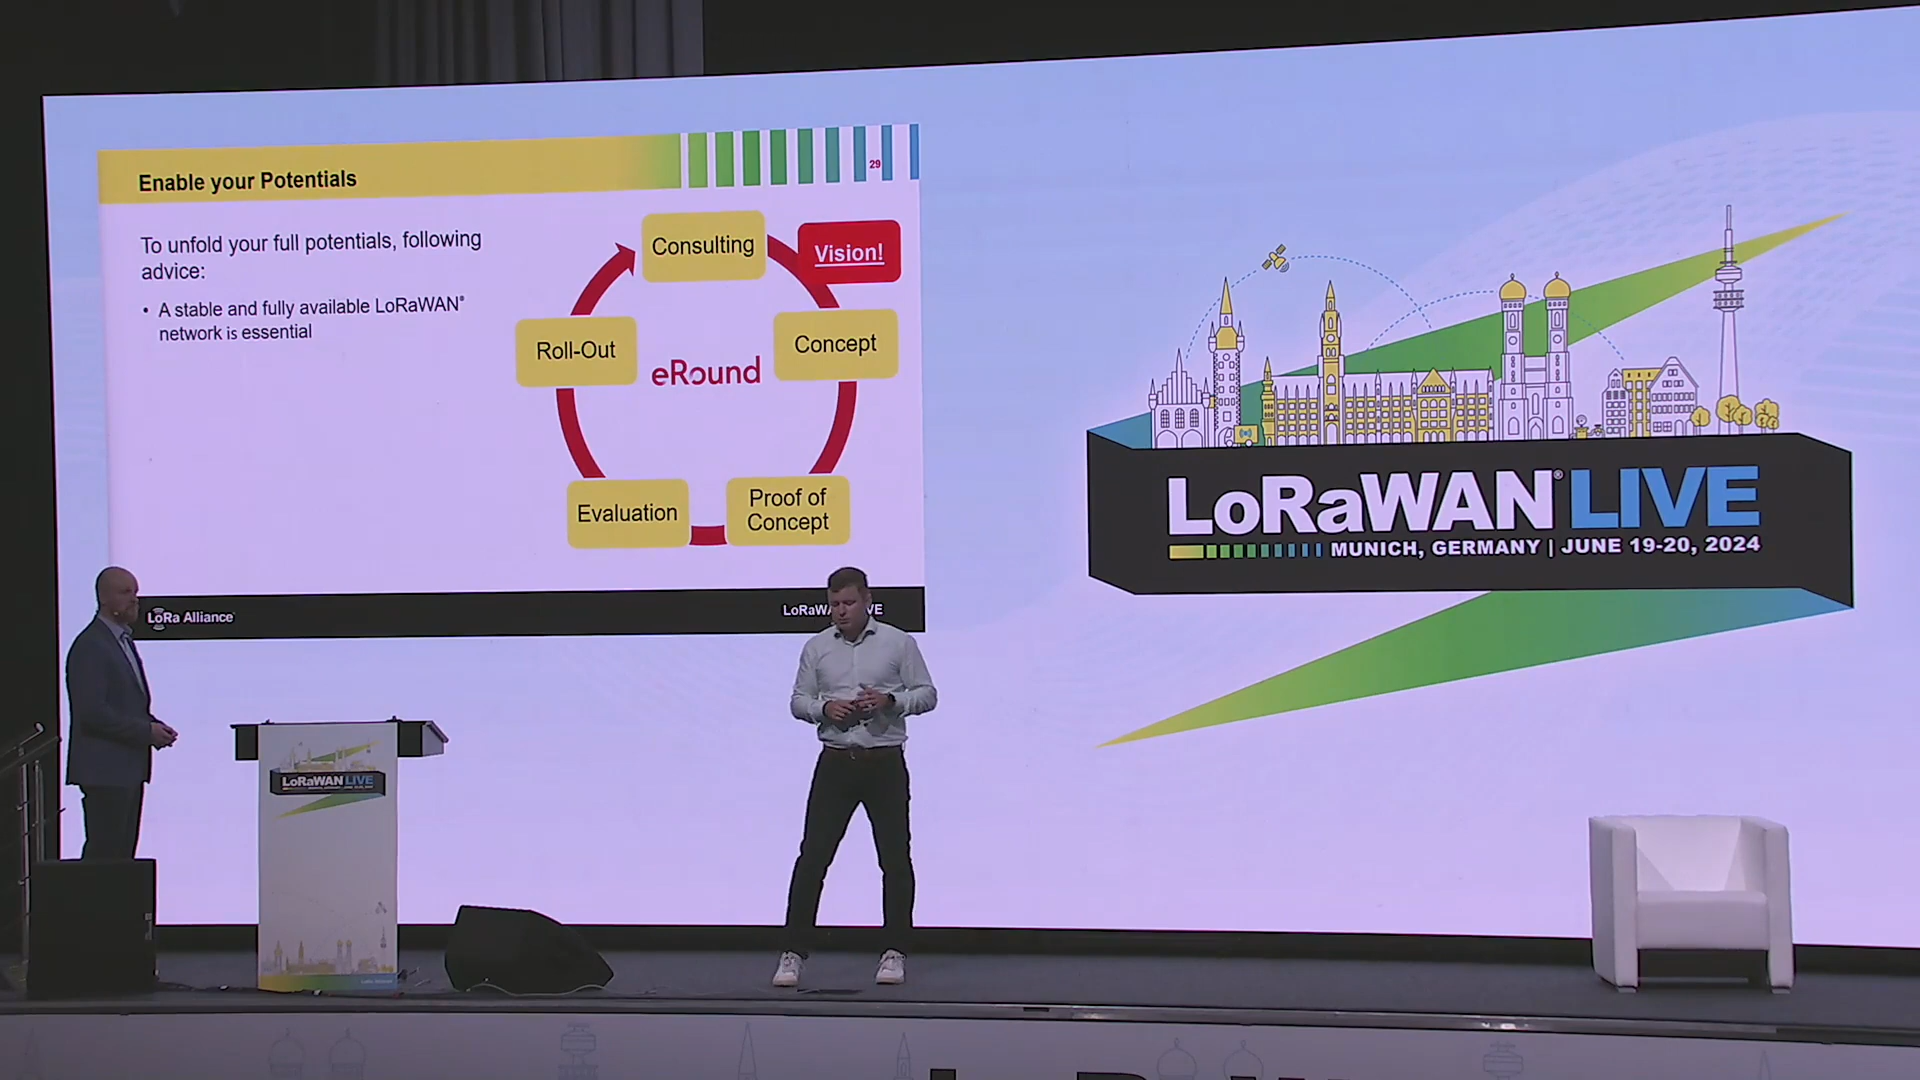 Enable your Potentials
29
To unfold your full potentials, following
advice:
• A stable and fully available LoRaWAN®
network is essential
Consulting
Vision!
Concept
Proof of
Concept
Evaluation
Roll-Out
eRound
LoRa Alliance
LoRaWAN® LIVE
MUNICH, GERMANY | JUNE 19-20, 2024
LoRaWAN LIVE